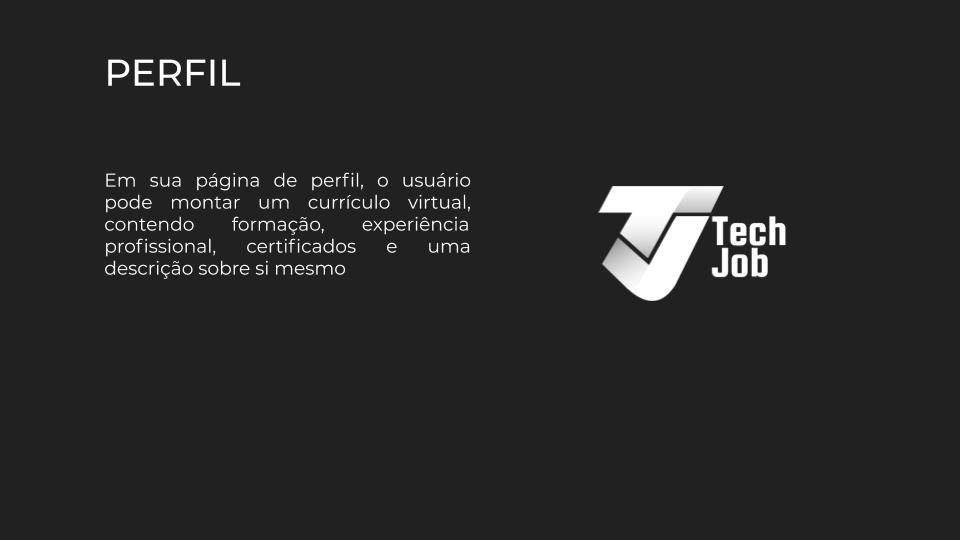 PERFIL
Em sua página de perfil, o usuário
pode montar um currículo virtual,
contendo formação, experiência
profissional, certificados e uma
descrição sobre si mesmo
TJ
Tech
Job